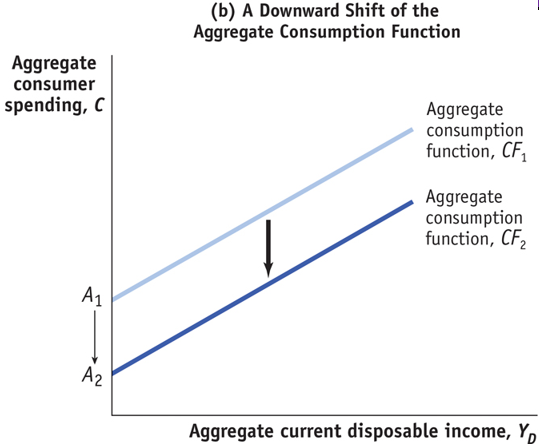 (b) A Downward Shift of the
Aggregate Consumption Function
Aggregate
consumer
spending, C
Aggregate
consumption
function, CF₁
Aggregate
consumption
function, CF₂
A₁
A₂
Aggregate current disposable income, Y_D